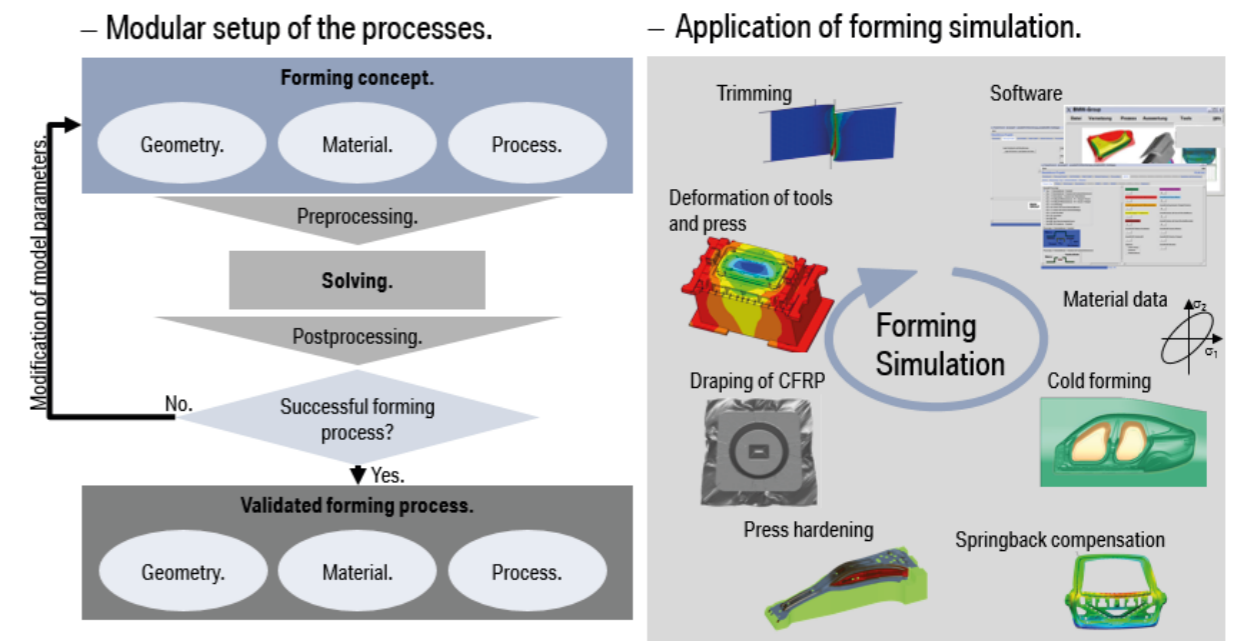 – Modular setup of the processes.
Forming concept.
Geometry.
Material.
Process.
Preprocessing.
Solving.
Postprocessing.
Successful forming
process?
No.
Yes.
Modification of model parameters.
Validated forming process.
Geometry.
Material.
Process.
– Application of forming simulation.
Trimming
Software
Deformation of tools
and press
Material data
σ2
σ1
Forming
Simulation
Draping of CFRP
Cold forming
Press hardening
Springback compensation